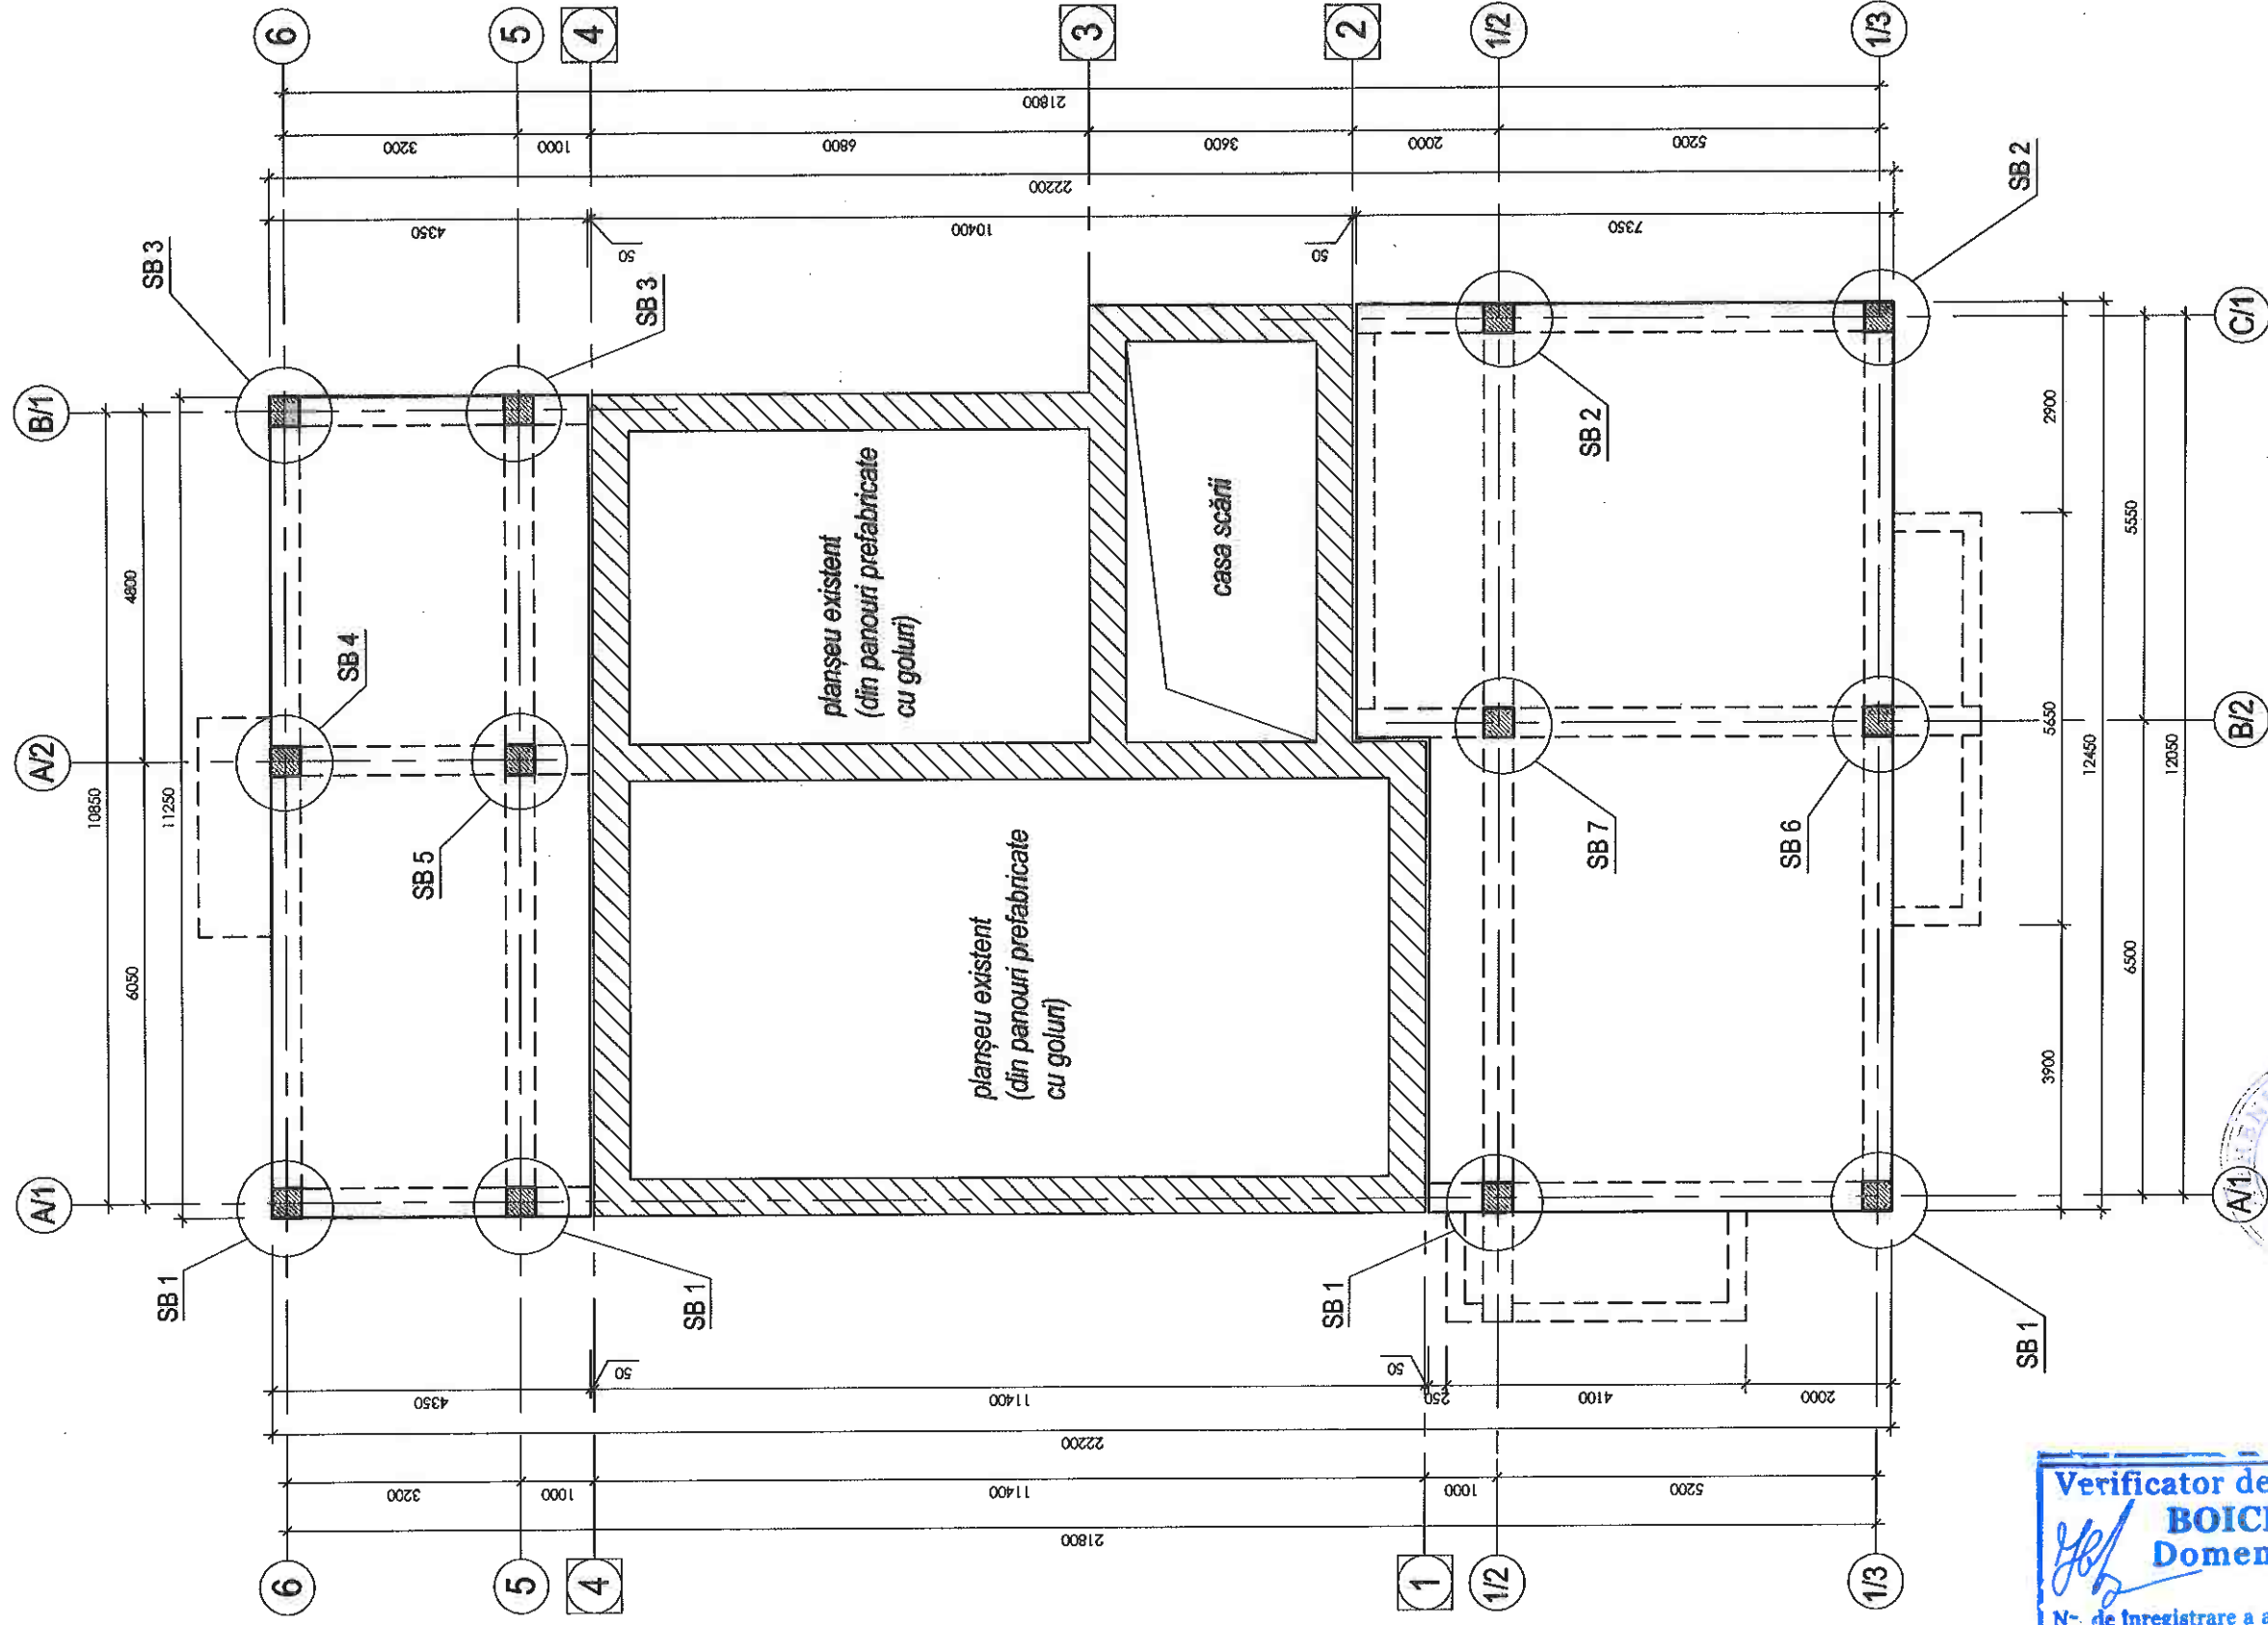 6
5
4
3
2
1/2
1/3
21800
3200
1000
6800
3600
2000
5200
22200
4350
10400
7350
50
50
SB 3
SB 3
SB 2
SB 2
B/1
A/2
A/1
10850
4800
6050
11250
SB 4
SB 5
planșeu existent
(din panouri prefabricate
cu goluri)
casa scării
planșeu existent
(din panouri prefabricate
cu goluri)
SB 7
SB 6
SB 1
SB 1
SB 1
SB 1
2900
5650
3900
12450
5550
6500
12050
C/1
B/2
A/1
50
50
4350
11400
250
4100
2000
22200
3200
1000
11400
1000
5200
21800
6
5
4
1
1/2
1/3
Verificator de
BOICI
Domen
de înregistrare a a